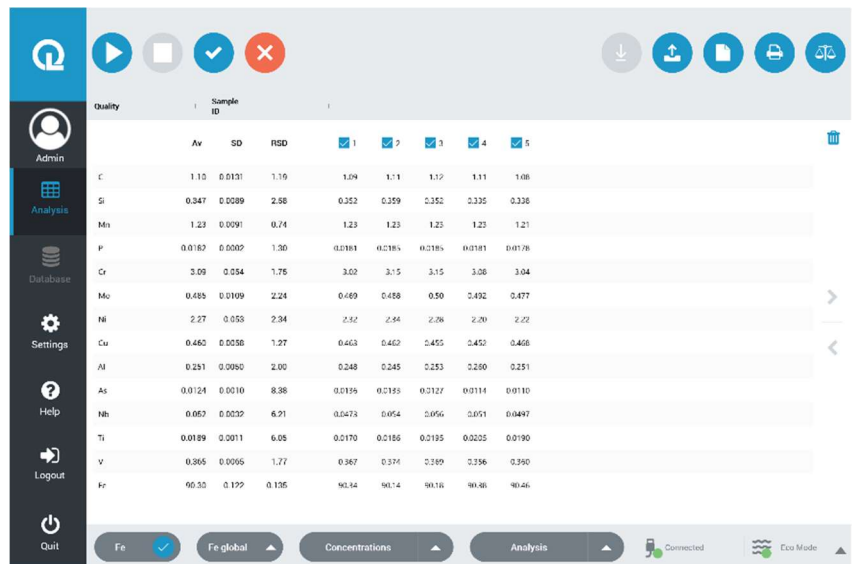 Quality Sample ID
Av SD RSD 1 2 3 4 5
C 1.10 0.0131 1.19 1.09 1.11 1.12 1.11 1.08
Si 0.347 0.0089 2.58 0.352 0.359 0.352 0.335 0.338
Mn 1.23 0.0091 0.74 1.23 1.23 1.23 1.23 1.21
P 0.0182 0.0002 1.30 0.0181 0.0185 0.0185 0.0181 0.0178
Cr 3.09 0.054 1.75 3.02 3.15 3.15 3.08 3.04
Mo 0.485 0.0109 2.24 0.469 0.488 0.50 0.492 0.477
Ni 2.27 0.053 2.34 2.32 2.34 2.28 2.20 2.22
Cu 0.460 0.0058 1.27 0.463 0.462 0.455 0.452 0.468
Al 0.251 0.0050 2.00 0.248 0.245 0.253 0.260 0.251
As 0.0124 0.0010 8.38 0.0136 0.0133 0.0127 0.0114 0.0110
Nb 0.052 0.0032 6.21 0.0473 0.054 0.056 0.051 0.0497
Ti 0.0189 0.0011 6.05 0.0170 0.0186 0.0195 0.0205 0.0190
V 0.365 0.0065 1.77 0.367 0.374 0.369 0.356 0.360
Fe 90.30 0.122 0.135 90.34 90.14 90.18 90.38 90.46
Admin
Analysis
Database
Settings
Help
Logout
Quit
Fe Fe global Concentrations Analysis Connected Eco Mode